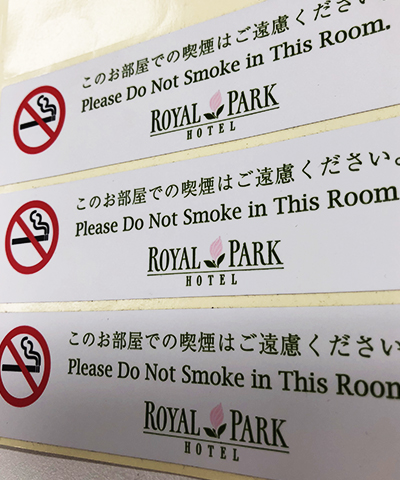 このお部屋での喫煙はご遠慮ください
Please Do Not Smoke in This Room.
ROYAL PARK
HOTEL
このお部屋での喫煙はご遠慮ください。
Please Do Not Smoke in This Room
ROYAL PARK
HOTEL
このお部屋での喫煙はご遠慮ください
Please Do Not Smoke in This Room
ROYAL PARK
HOTEL